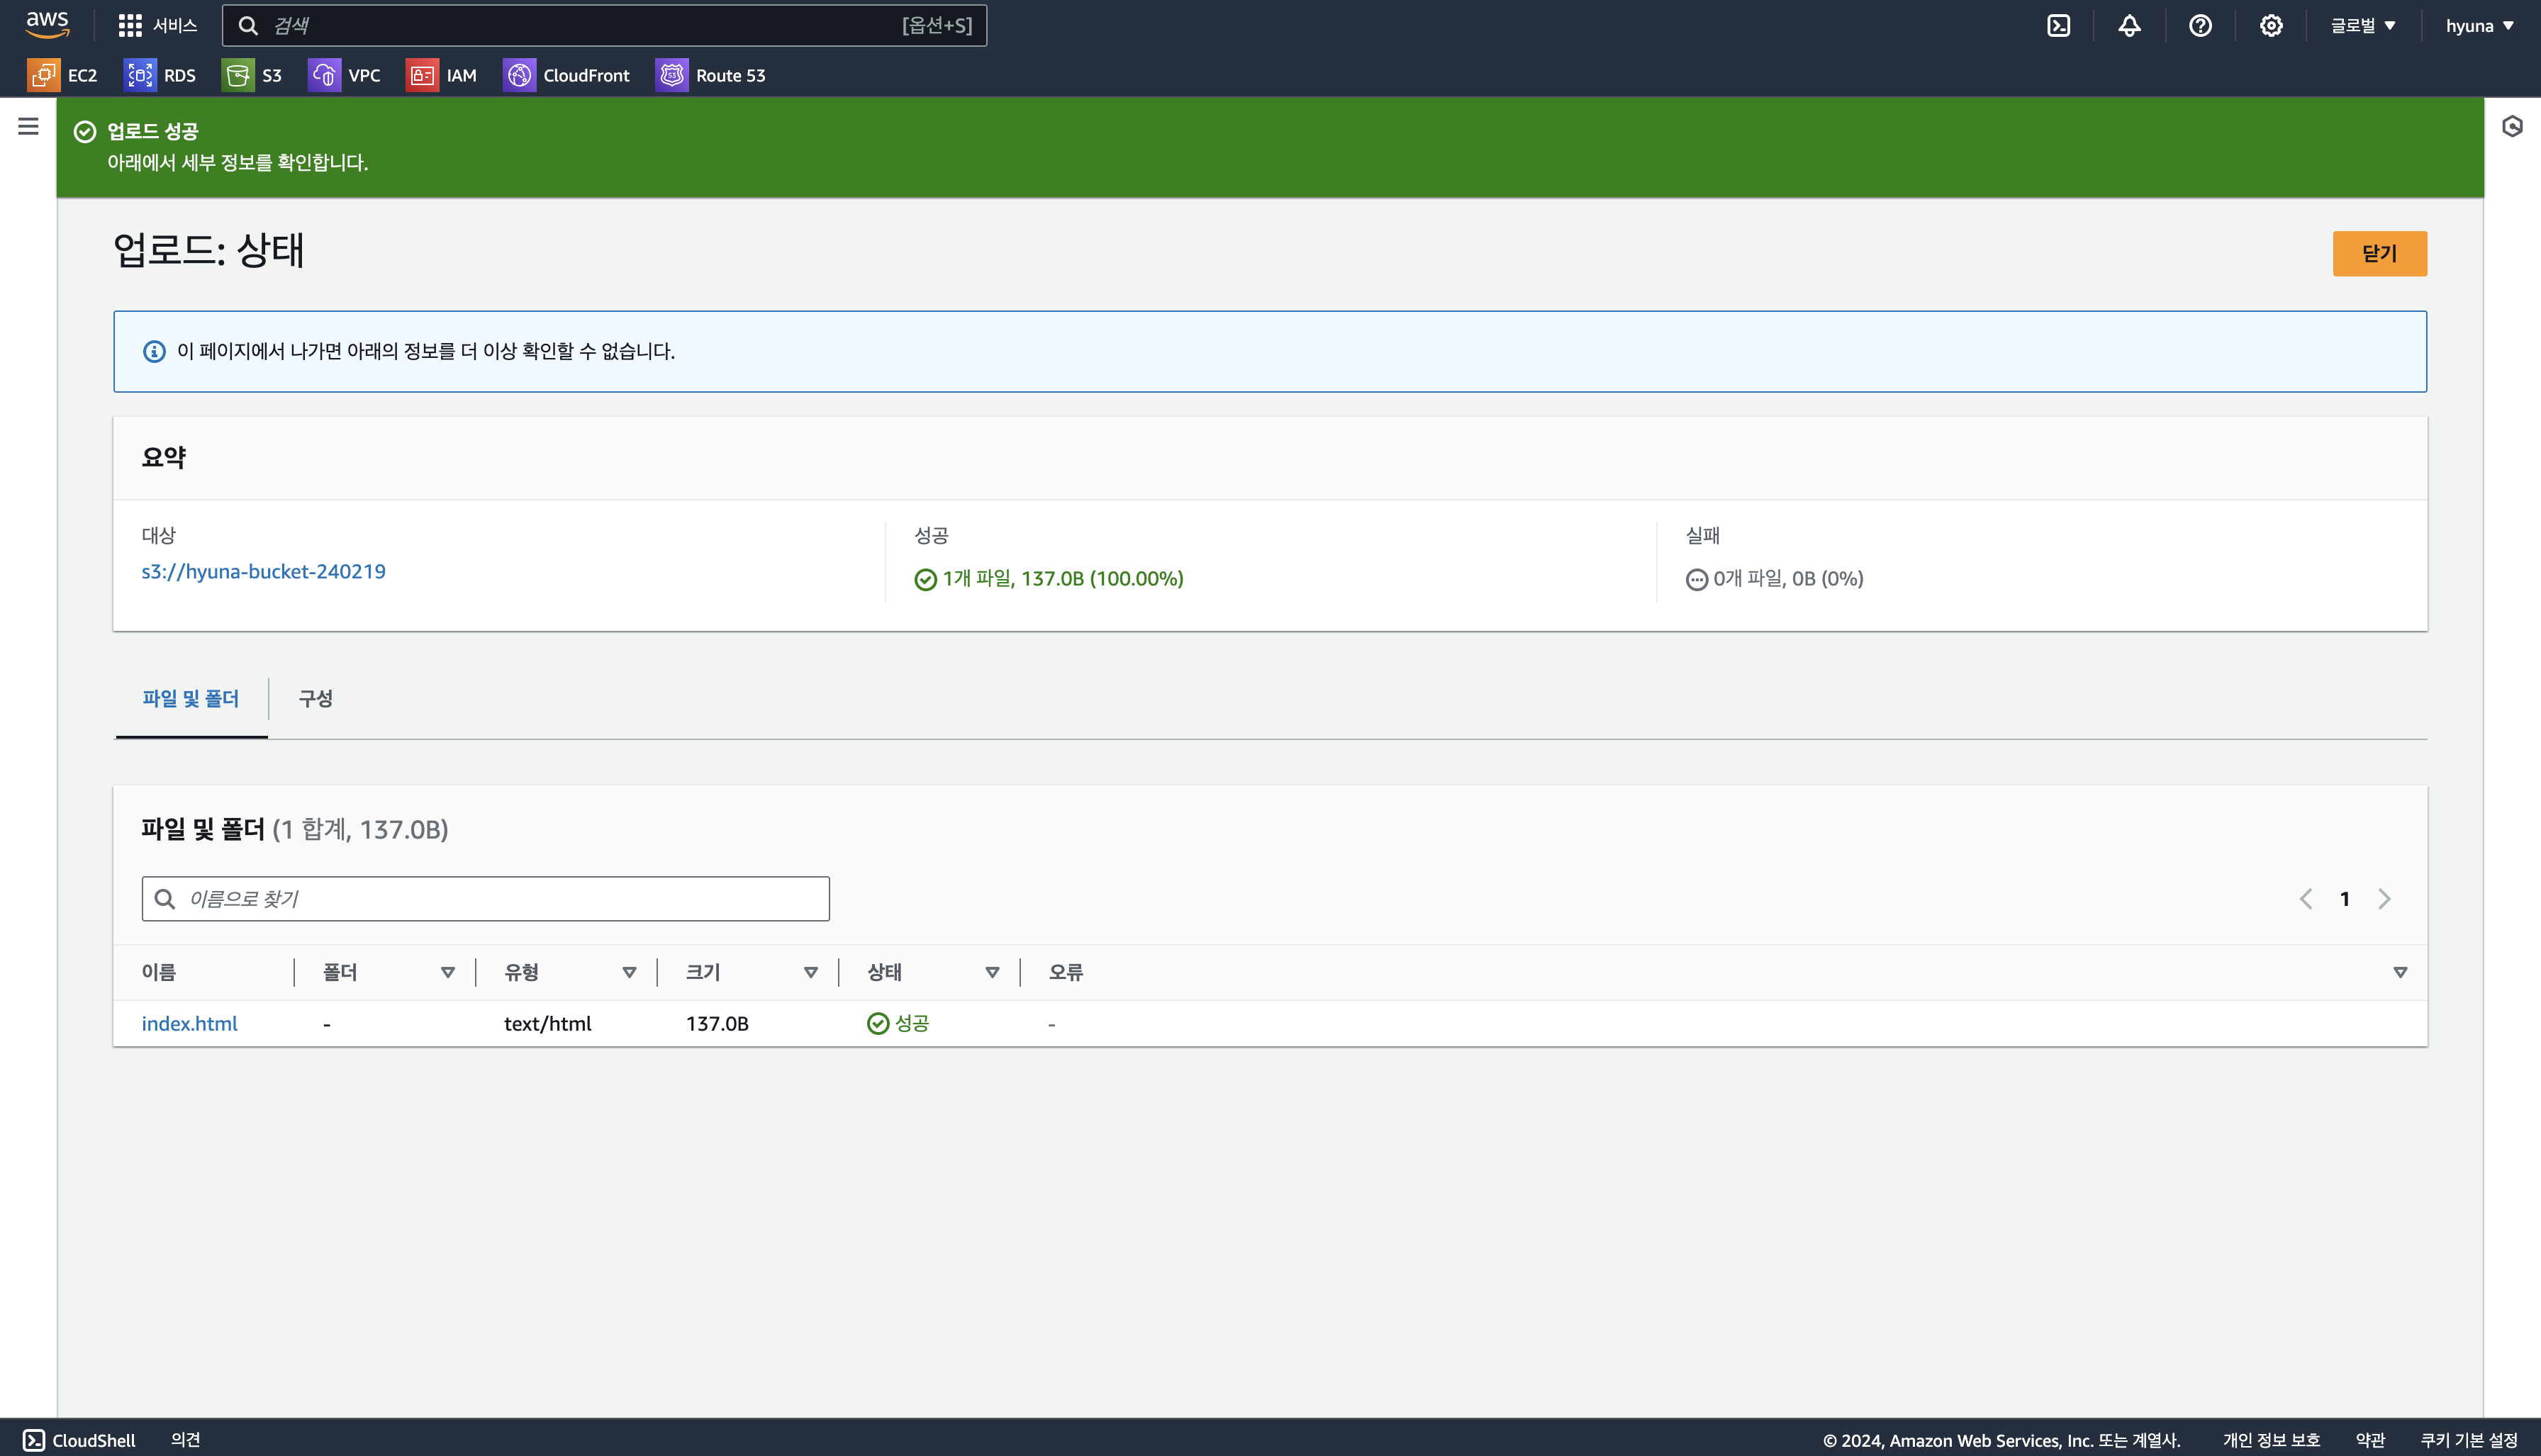 aws 서비스 검색 [옵션+S] 글로벌 hyuna
EC2 RDS S3 VPC IAM CloudFront Route 53
업로드 성공
아래에서 세부 정보를 확인합니다.
업로드: 상태 닫기
이 페이지에서 나가면 아래의 정보를 더 이상 확인할 수 없습니다.
요약
대상 성공 실패
s3://hyuna-bucket-240219 1개 파일, 137.0B (100.00%) 0개 파일, 0B (0%)
파일 및 폴더 구성
파일 및 폴더 (1 합계, 137.0B)
이름으로 찾기 1
이름 폴더 유형 크기 상태 오류
index.html - text/html 137.0B 성공 -
CloudShell 의견 © 2024, Amazon Web Services, Inc. 또는 계열사. 개인 정보 보호 약관 쿠키 기본 설정